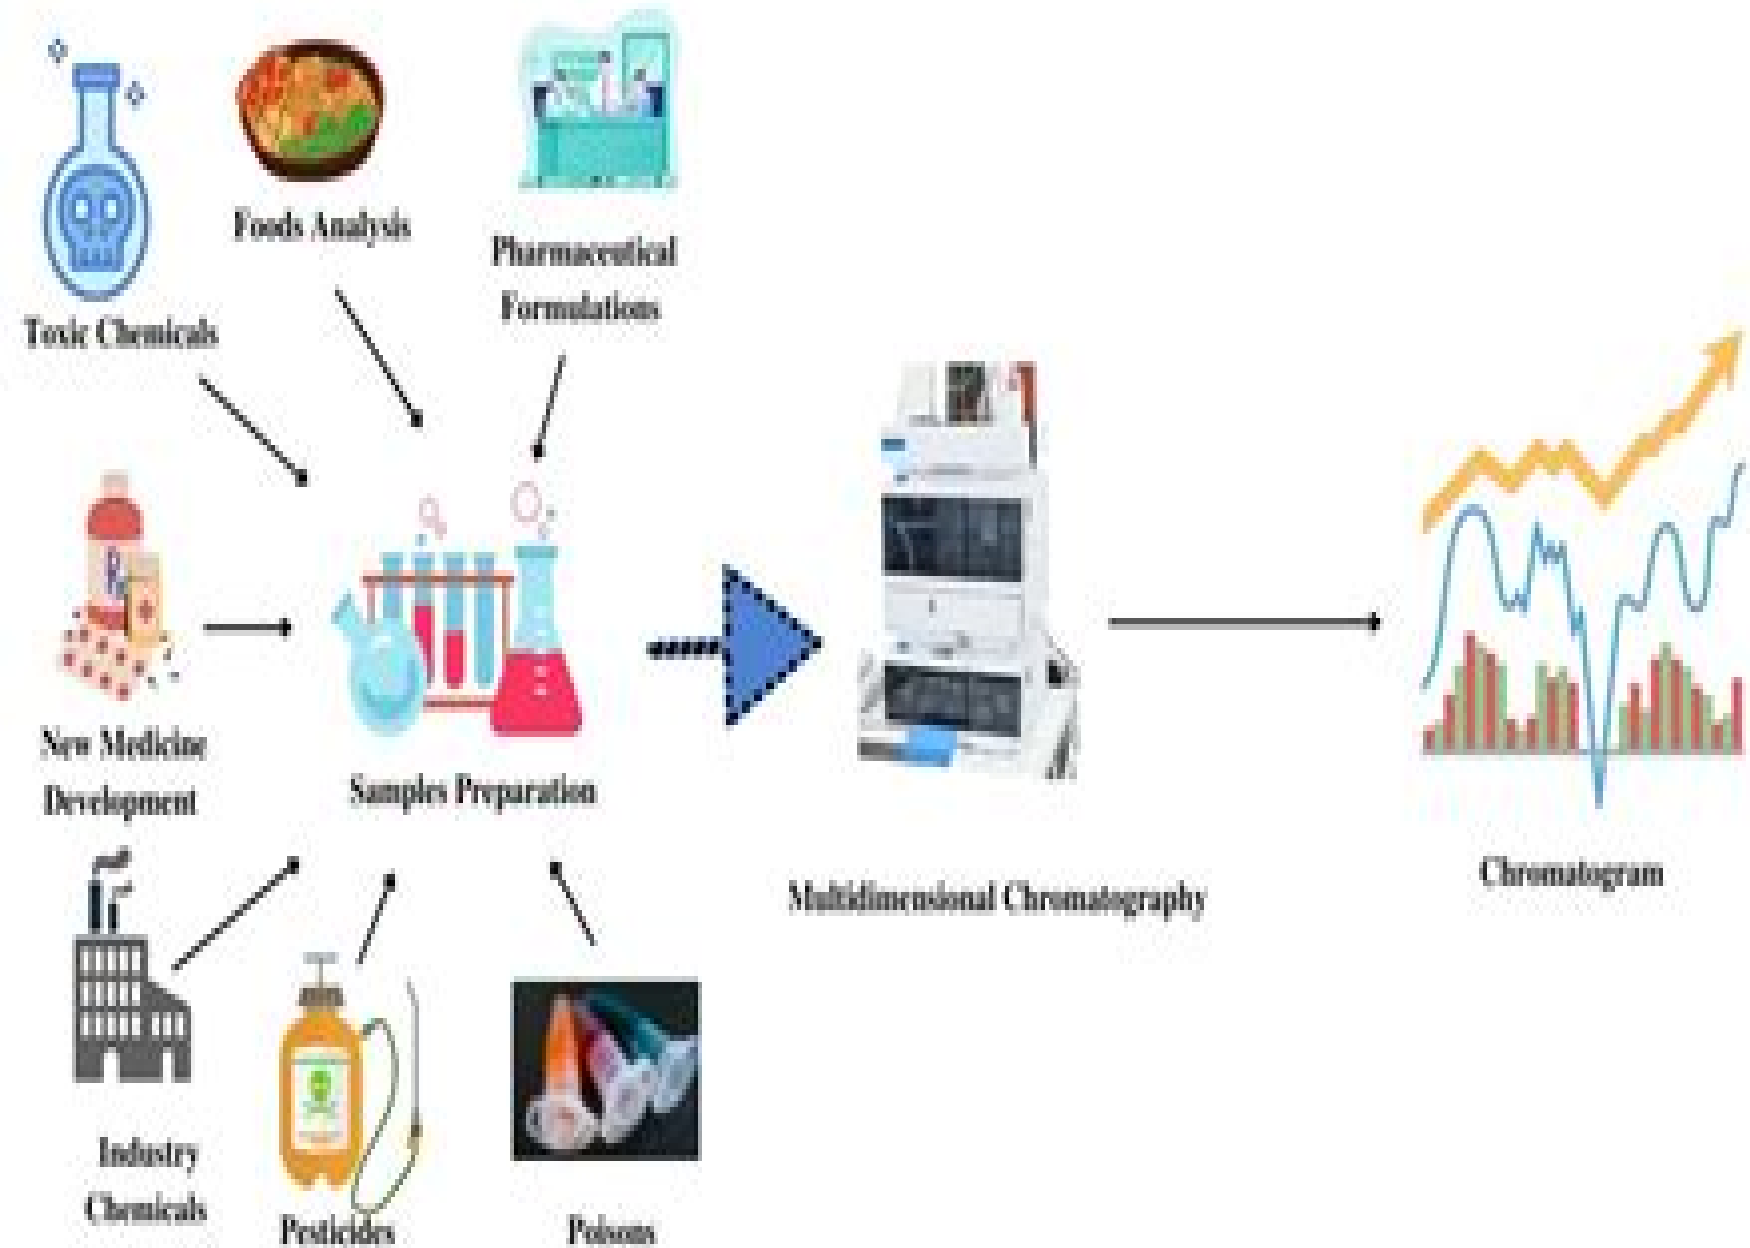 Foods Analysis
Pharmaceutical
Formulations
Toxic Chemicals
New Medicine
Development
Samples Preparation
Multidimensional Chromatography
Chromatogram
Industry
Chemicals
Pesticides
Poisons